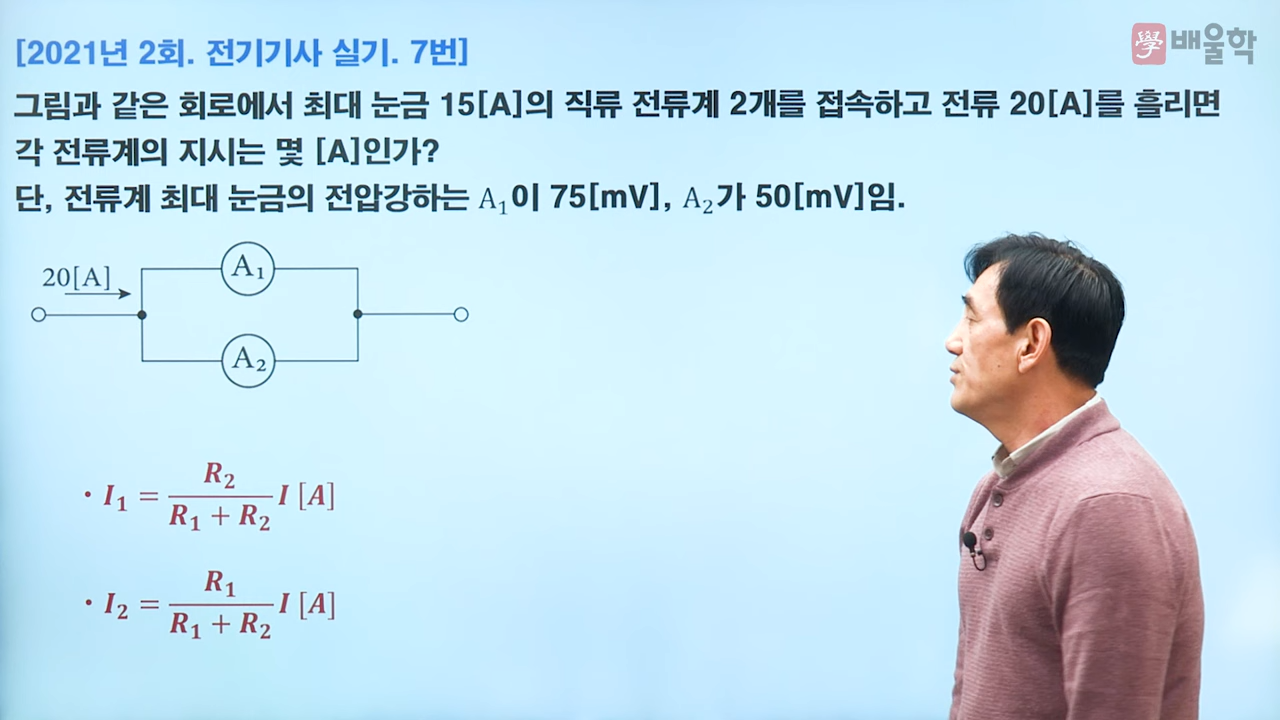 [2021년 2회. 전기기사 실기. 7번]
學 배울학
그림과 같은 회로에서 최대 눈금 15[A]의 직류 전류계 2개를 접속하고 전류 20[A]를 흘리면
각 전류계의 지시는 몇 [A]인가?
단, 전류계 최대 눈금의 전압강하는 A₁이 75[mV], A₂가 50[mV]임.
20[A]
A₁
A₂
· I₁ = R₂ / (R₁ + R₂) I [A]
· I₂ = R₁ / (R₁ + R₂) I [A]